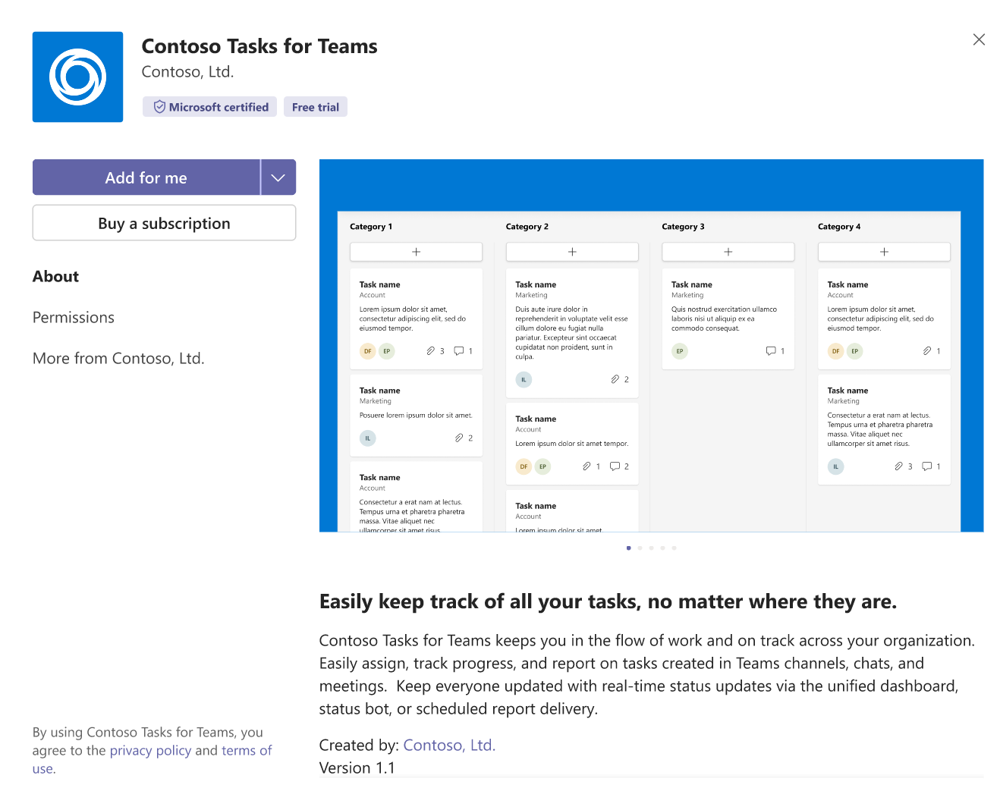 Contoso Tasks for Teams
Contoso, Ltd.
Microsoft certified
Free trial
Add for me
Buy a subscription
About
Permissions
More from Contoso, Ltd.
By using Contoso Tasks for Teams, you
agree to the privacy policy and terms of
use.
Category 1
Task name
Account
Lorem ipsum dolor sit amet,
consectetur adipiscing elit, sed do
eiusmod tempor.
DF EP 3 1
Task name
Marketing
Posuere lorem ipsum dolor sit amet.
IL 2
Task name
Account
Consectetur a erat nam at lectus.
Tempus urna et pharetra pharetra
massa. Vitae aliquet nec
ullamcorper sit amet risus.
Category 2
Task name
Marketing
Duis aute irure dolor in
reprehenderit in voluptate velit esse
cillum dolore eu fugiat nulla
pariatur. Excepteur sint occaecat
cupidatat non proident, sunt in
culpa.
IL 2
Task name
Account
Lorem ipsum dolor sit amet tempor.
DF EP 1 2
Task name
Account
Lorem ipsum dolor sit amet,
Category 3
Task name
Marketing
Quis nostrud exercitation ullamco
laboris nisi ut aliquip ex ea
commodo consequat.
EP 1
Category 4
Task name
Account
Lorem ipsum dolor sit amet,
consectetur adipiscing elit, sed do
eiusmod tempor.
DF EP 1
Task name
Marketing
Consectetur a erat nam at lectus.
Tempus urna et pharetra pharetra
massa. Vitae aliquet nec
ullamcorper sit amet risus.
IL 3 1
Easily keep track of all your tasks, no matter where they are.
Contoso Tasks for Teams keeps you in the flow of work and on track across your organization.
Easily assign, track progress, and report on tasks created in Teams channels, chats, and
meetings.  Keep everyone updated with real-time status updates via the unified dashboard,
status bot, or scheduled report delivery.
Created by: Contoso, Ltd.
Version 1.1